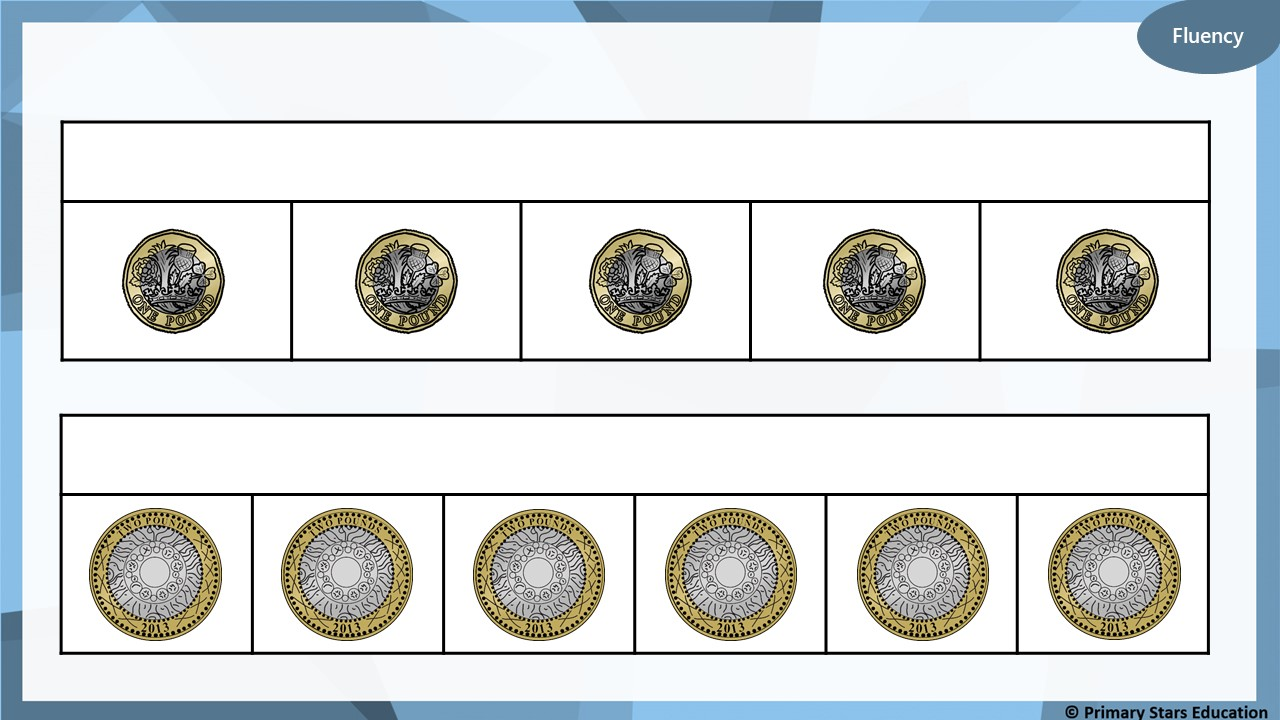 Fluency
ONE POUND
ONE POUND
ONE POUND
ONE POUND
ONE POUND
TWO POUNDS
2013
TWO POUNDS
2013
TWO POUNDS
2013
TWO POUNDS
2013
TWO POUNDS
2013
TWO POUNDS
2013
© Primary Stars Education